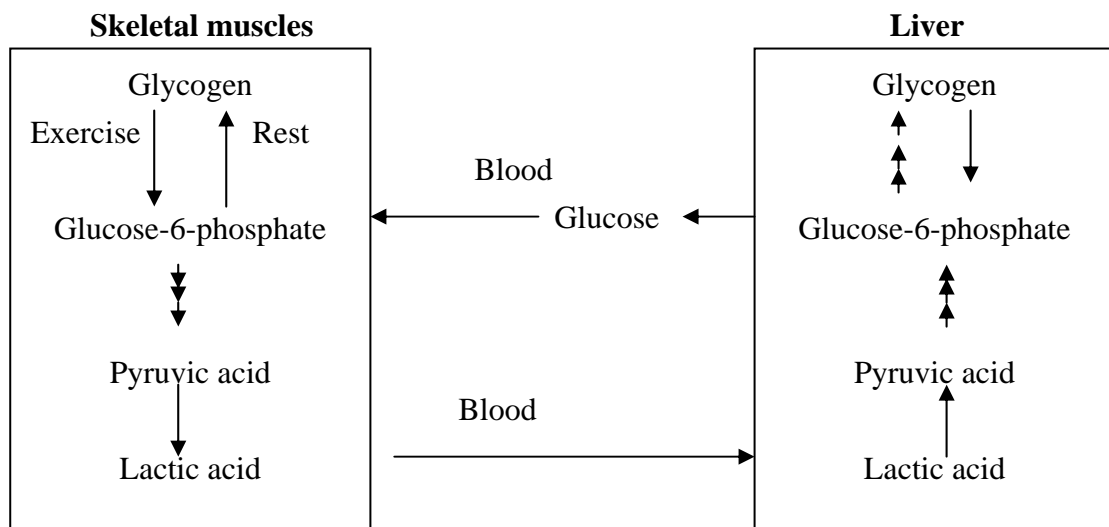 Skeletal muscles
Liver
Glycogen
Exercise
Rest
Glucose-6-phosphate
Pyruvic acid
Lactic acid
Blood
Glucose
Blood
Glycogen
Glucose-6-phosphate
Pyruvic acid
Lactic acid